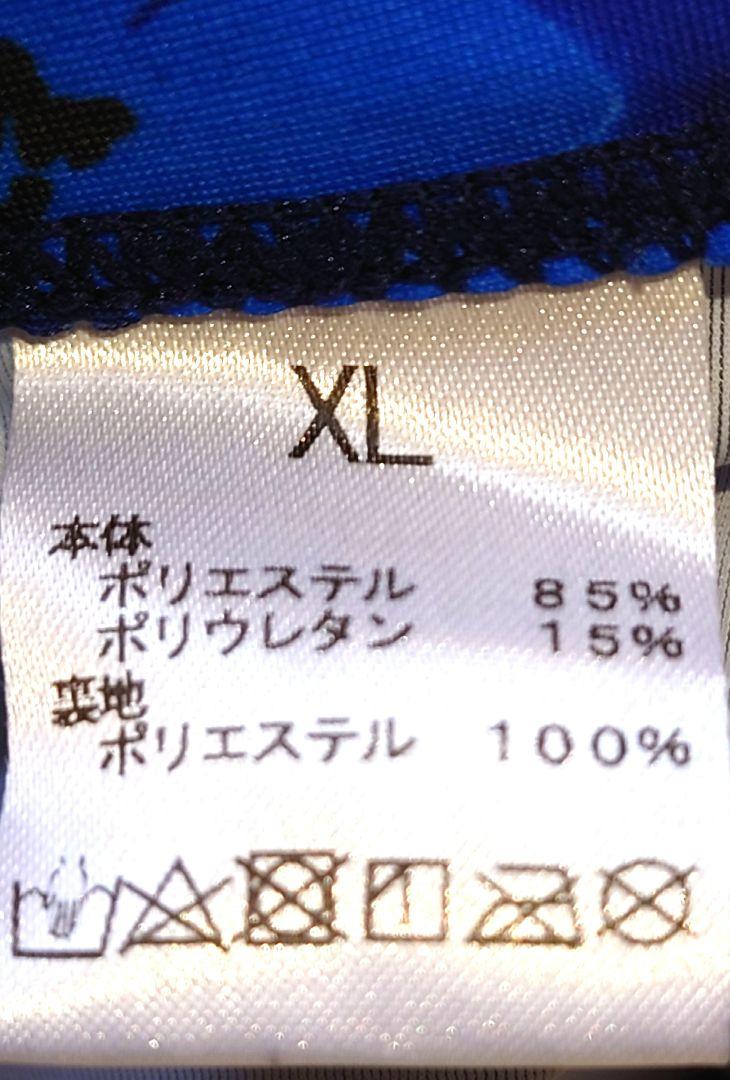 XL
本体
ポリエステル 85%
ポリウレタン 15%
裏地
ポリエステル 100%